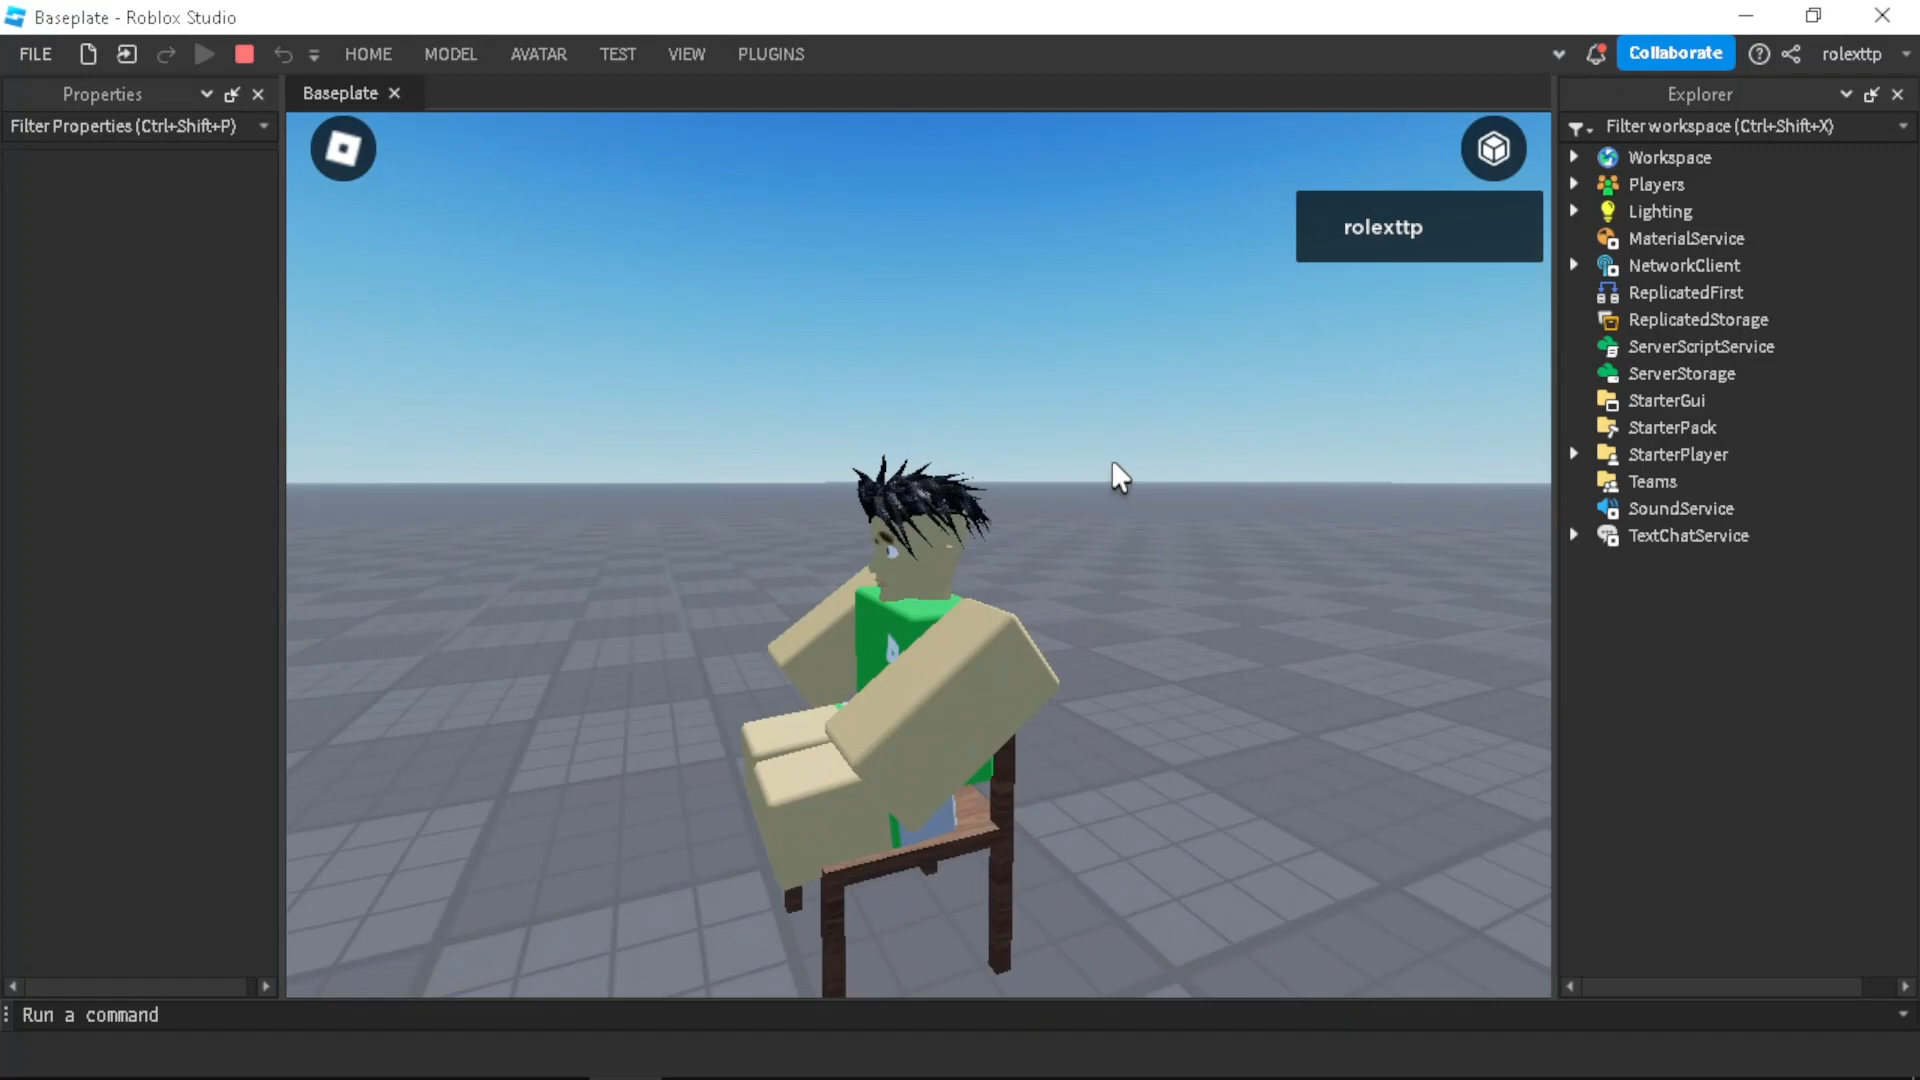 Baseplate - Roblox Studio
FILE HOME MODEL AVATAR TEST VIEW PLUGINS Collaborate rolexttp
Properties
Filter Properties (Ctrl+Shift+P)
Baseplate
rolexttp
Explorer
Filter workspace (Ctrl+Shift+X)
Workspace
Players
Lighting
MaterialService
NetworkClient
ReplicatedFirst
ReplicatedStorage
ServerScriptService
ServerStorage
StarterGui
StarterPack
StarterPlayer
Teams
SoundService
TextChatService
Run a command